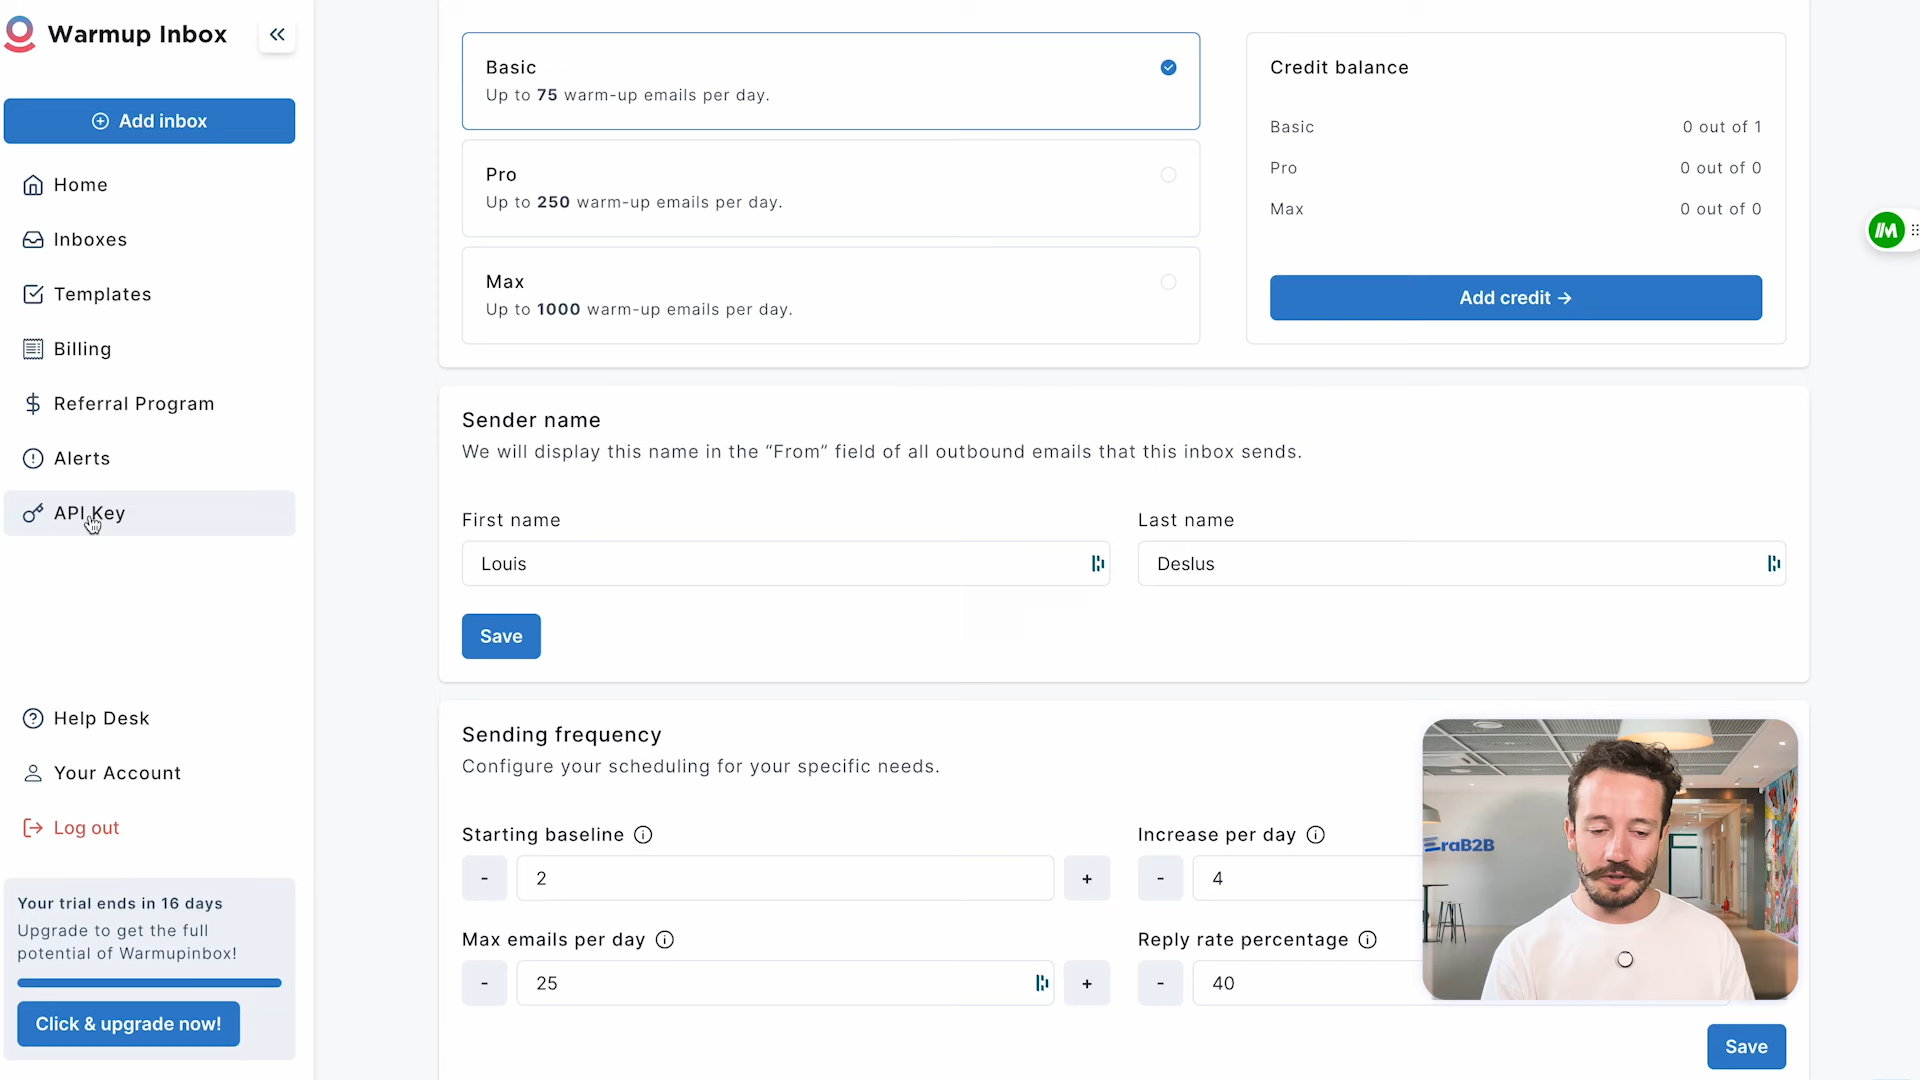 Warmup Inbox
Add inbox
Home
Inboxes
Templates
Billing
Referral Program
Alerts
API Key
Help Desk
Your Account
Log out
Your trial ends in 16 days
Upgrade to get the full
potential of Warmupinbox!
Click & upgrade now!
Basic
Up to 75 warm-up emails per day.
Pro
Up to 250 warm-up emails per day.
Max
Up to 1000 warm-up emails per day.
Credit balance
Basic 0 out of 1
Pro 0 out of 0
Max 0 out of 0
Add credit →
Sender name
We will display this name in the “From” field of all outbound emails that this inbox sends.
First name
Louis
Last name
Deslus
Save
Sending frequency
Configure your scheduling for your specific needs.
Starting baseline
- 2 +
Increase per day
- 4
Max emails per day
- 25 +
Reply rate percentage
- 40
Save
EraB2B